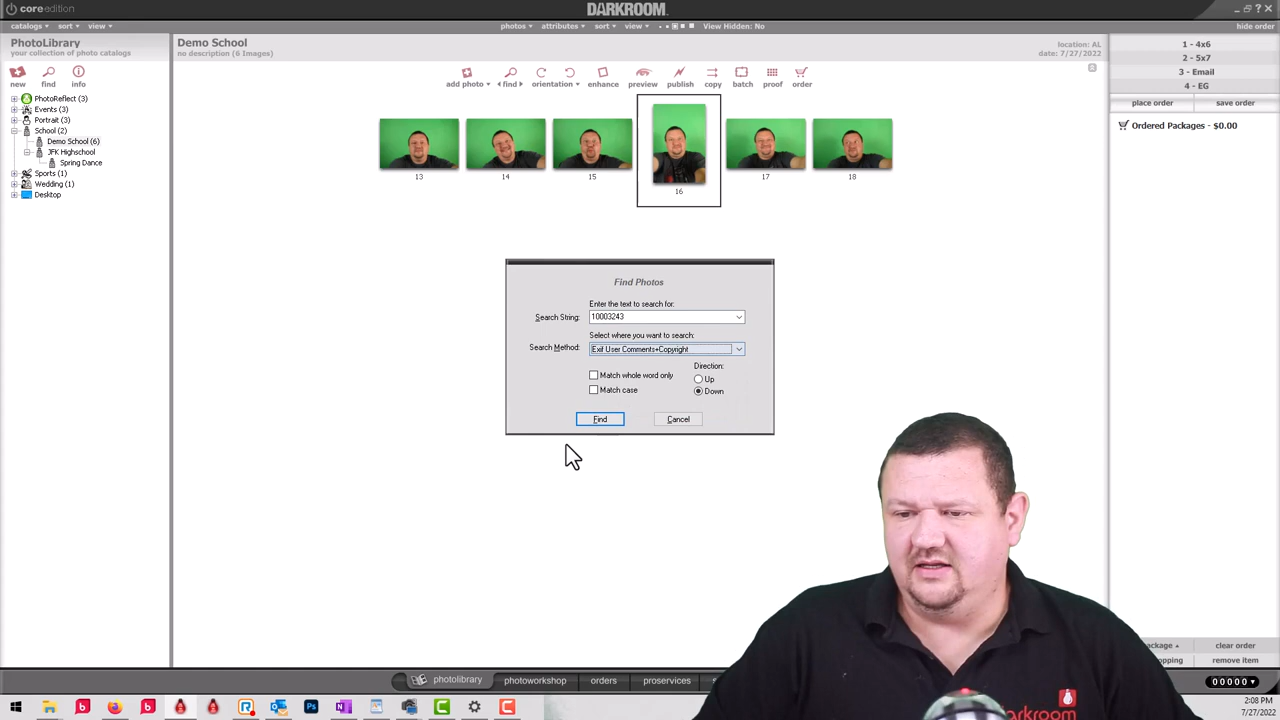 core edition
DARKROOM
catalogs sort view
photos attributes sort view View Hidden: No
hide order
PhotoLibrary
your collection of photo catalogs
new find info
PhotoReflect (3)
Events (3)
Portrait (3)
School (2)
Demo School (6)
JFK Highschool
Spring Dance
Sports (1)
Wedding (1)
Desktop
Demo School
no description (6 Images)
location: AL
date: 7/27/2022
add photo find orientation enhance preview publish copy batch proof order
13 14 15 16 17 18
Find Photos
Enter the text to search for:
Search String: 10003243
Select where you want to search:
Search Method: Exif User Comments+Copyright
Match whole word only
Match case
Direction:
Up
Down
Find Cancel
1 - 4x6
2 - 5x7
3 - Email
4 - EG
place order save order
Ordered Packages - $0.00
clear order
remove item
photolibrary photoworkshop orders proservices
00000
2:08 PM
7/27/2022